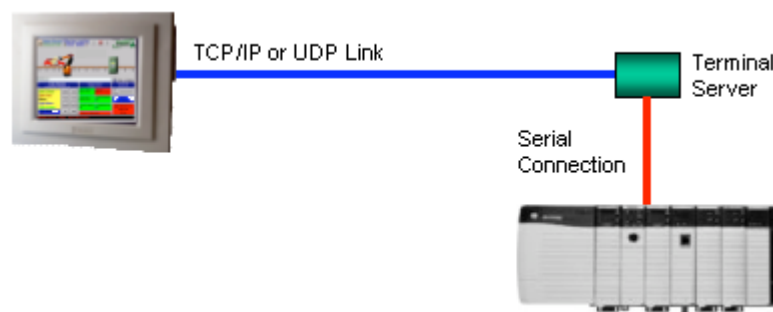 TCP/IP or UDP Link
Terminal
Server
Serial
Connection